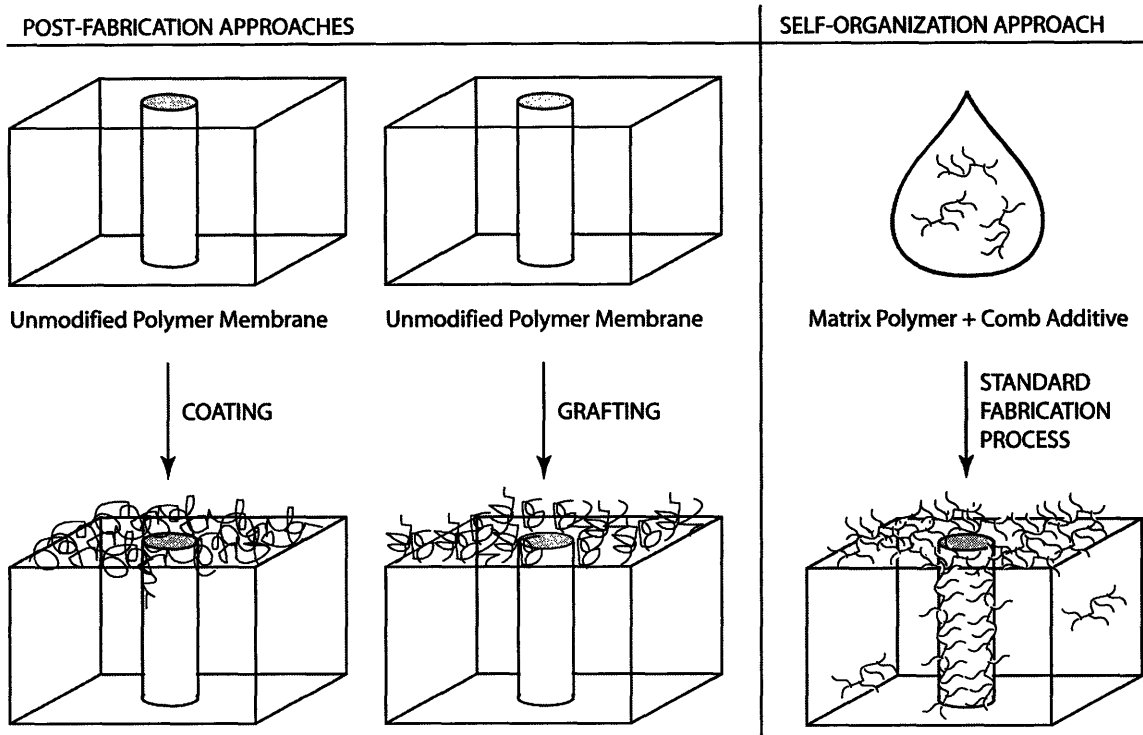 POST-FABRICATION APPROACHES
SELF-ORGANIZATION APPROACH
Unmodified Polymer Membrane
Unmodified Polymer Membrane
Matrix Polymer + Comb Additive
COATING
GRAFTING
STANDARD
FABRICATION
PROCESS